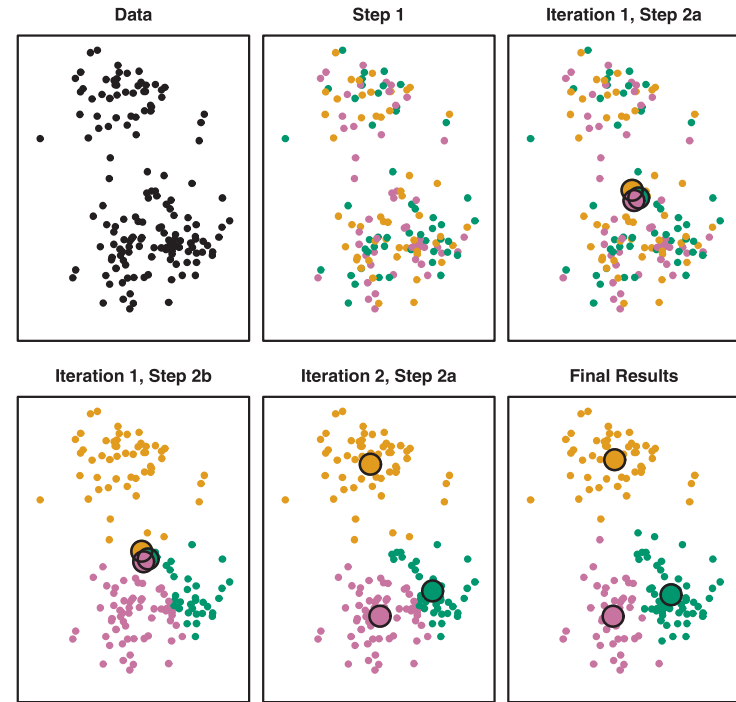 Data
Step 1
Iteration 1, Step 2a
Iteration 1, Step 2b
Iteration 2, Step 2a
Final Results